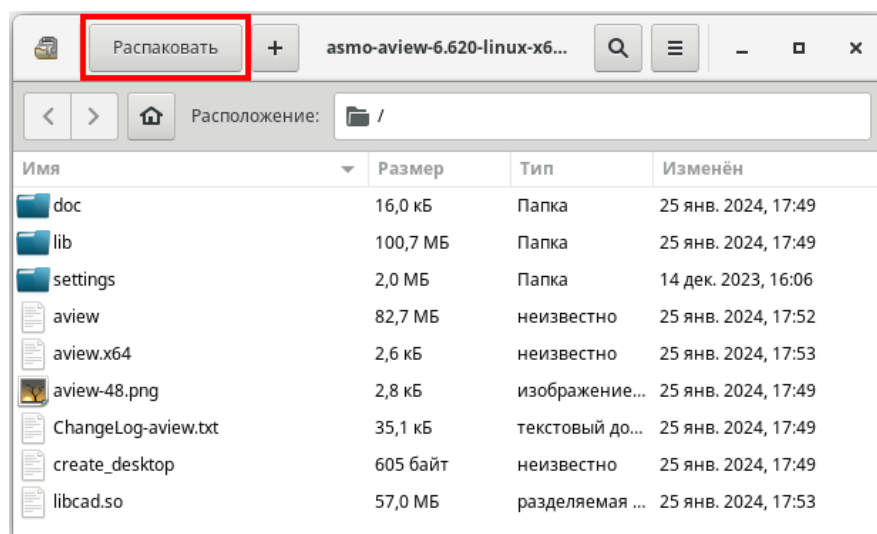 Распаковать + asmo-aview-6.620-linux-x6...
Расположение: /
Имя Размер Тип Изменён
doc 16,0 кБ Папка 25 янв. 2024, 17:49
lib 100,7 МБ Папка 25 янв. 2024, 17:49
settings 2,0 МБ Папка 14 дек. 2023, 16:06
aview 82,7 МБ неизвестно 25 янв. 2024, 17:52
aview.x64 2,6 кБ неизвестно 25 янв. 2024, 17:53
aview-48.png 2,8 кБ изображение... 25 янв. 2024, 17:49
ChangeLog-aview.txt 35,1 кБ текстовый до... 25 янв. 2024, 17:49
create_desktop 605 байт неизвестно 25 янв. 2024, 17:49
libcad.so 57,0 МБ разделяемая ... 25 янв. 2024, 17:53